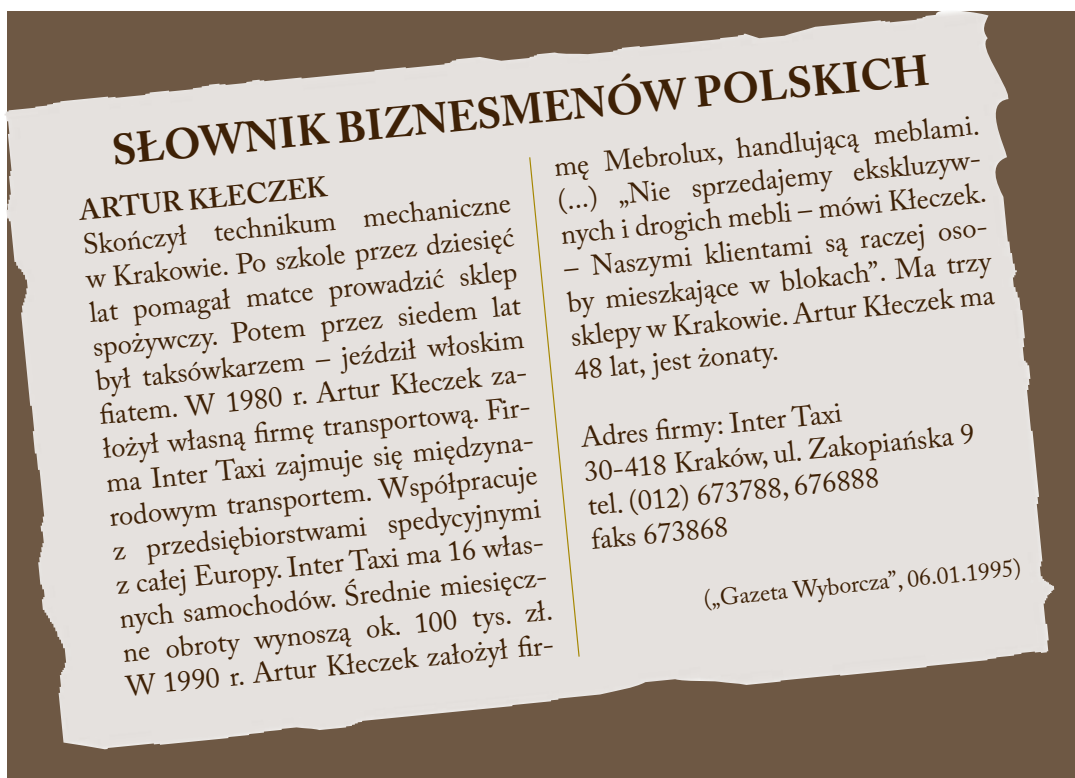 SŁOWNIK BIZNESMENÓW POLSKICH
ARTUR KŁECZEK
Skończył technikum mechaniczne
w Krakowie. Po szkole przez dziesięć
lat pomagał matce prowadzić sklep
spożywczy. Potem przez siedem lat
był taksówkarzem – jeździł włoskim
fiatem. W 1980 r. Artur Kłeczek za-
łożył własną firmę transportową. Fir-
ma Inter Taxi zajmuje się międzyna-
rodowym transportem. Współpracuje
z przedsiębiorstwami spedycyjnymi
z całej Europy. Inter Taxi ma 16 włas-
nych samochodów. Średnie miesięcz-
ne obroty wynoszą ok. 100 tys. zł.
W 1990 r. Artur Kłeczek założył fir-
mę Mebrolux, handlującą meblami.
(...) „Nie sprzedajemy ekskluzyw-
nych i drogich mebli – mówi Kłeczek.
– Naszymi klientami są raczej oso-
by mieszkające w blokach”. Ma trzy
sklepy w Krakowie. Artur Kłeczek ma
48 lat, jest żonaty.
Adres firmy: Inter Taxi
30-418 Kraków, ul. Zakopiańska 9
tel. (012) 673788, 676888
faks 673868
(„Gazeta Wyborcza”, 06.01.1995)